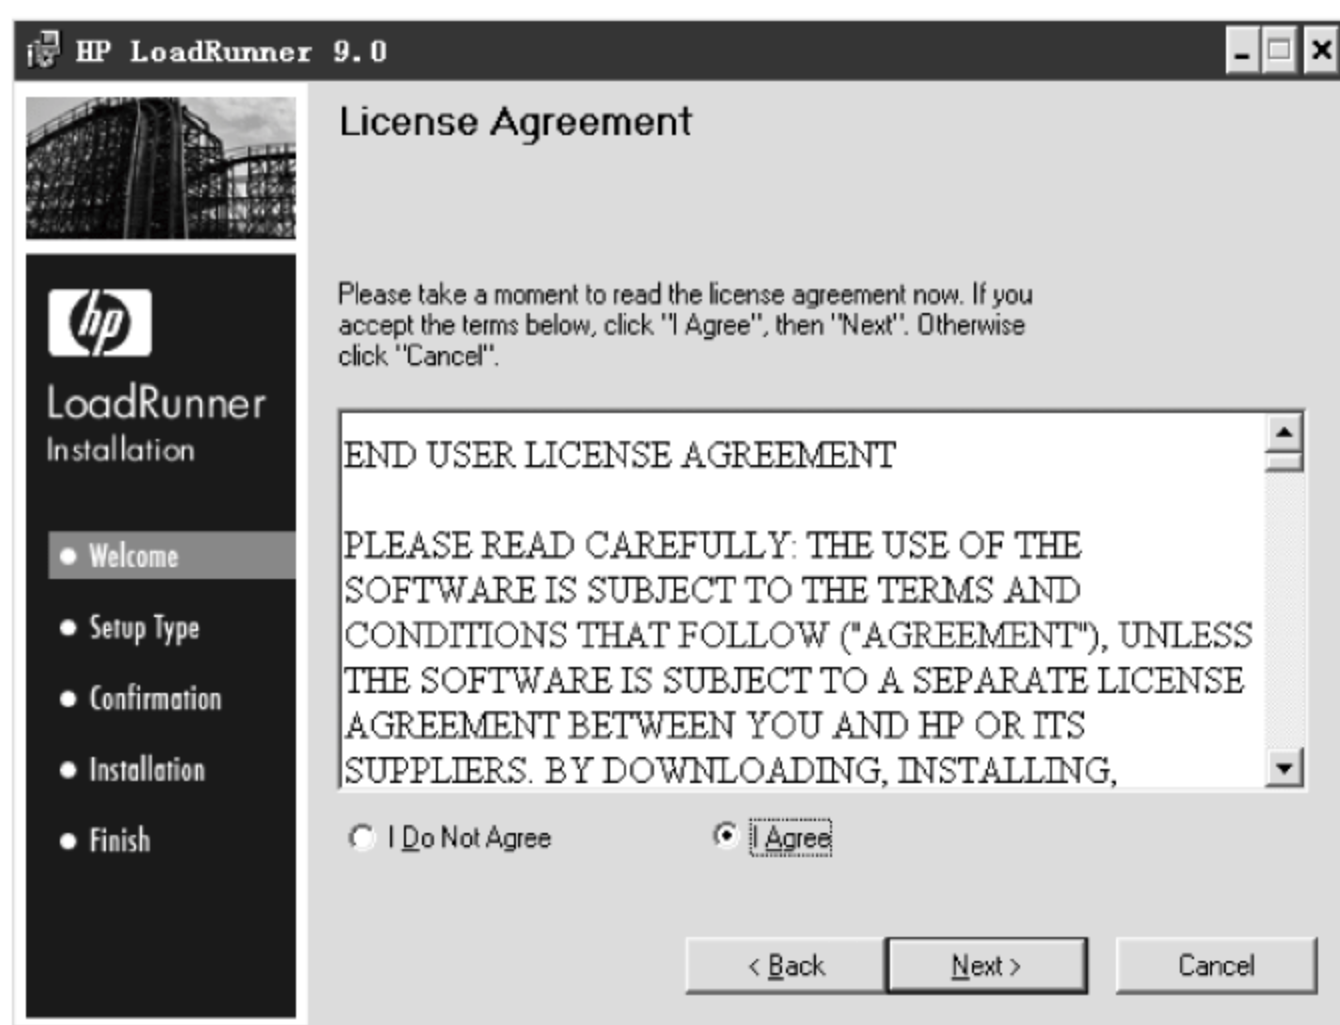 HP LoadRunner 9.0
License Agreement
Please take a moment to read the license agreement now. If you
accept the terms below, click "I Agree", then "Next". Otherwise
click "Cancel".
hp
LoadRunner
Installation
Welcome
Setup Type
Confirmation
Installation
Finish
END USER LICENSE AGREEMENT
PLEASE READ CAREFULLY: THE USE OF THE
SOFTWARE IS SUBJECT TO THE TERMS AND
CONDITIONS THAT FOLLOW ("AGREEMENT"), UNLESS
THE SOFTWARE IS SUBJECT TO A SEPARATE LICENSE
AGREEMENT BETWEEN YOU AND HP OR ITS
SUPPLIERS. BY DOWNLOADING, INSTALLING,
I Do Not Agree
I Agree
< Back
Next >
Cancel